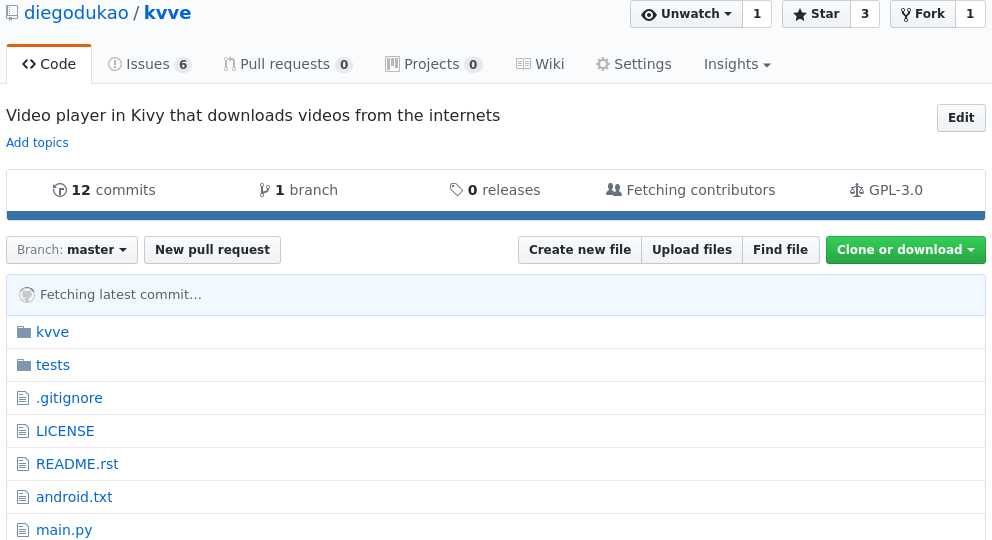 diegodukao / kvve
Unwatch 1 Star 3 Fork 1
Code Issues 6 Pull requests 0 Projects 0 Wiki Settings Insights
Video player in Kivy that downloads videos from the internets
Edit
Add topics
12 commits 1 branch 0 releases Fetching contributors GPL-3.0
Branch: master New pull request Create new file Upload files Find file Clone or download
Fetching latest commit…
kvve
tests
.gitignore
LICENSE
README.rst
android.txt
main.py